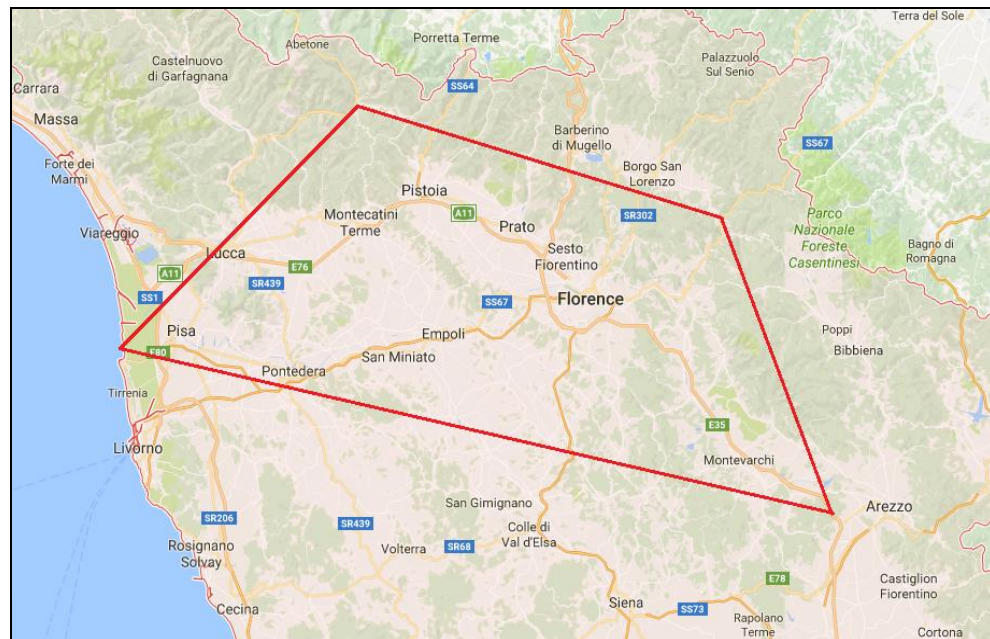 Terra del Sole
Porretta Terme
Abetone
Castelnuovo
di Garfagnana
Palazzuolo
Sul Senio
Carrara
SS64
Massa
Barberino
di Mugello
SS67
Forte dei
Marmi
Borgo San
Lorenzo
Pistoia
Montecatini
Terme
A11
Prato
SR302
Parco
Nazionale
Foreste
Casentinesi
Viareggio
Lucca
Sesto
Fiorentino
Bagno di
Romagna
A11
E76
SR439
SS1
SS67
Florence
Pisa
Empoli
Poppi
Bibbiena
E80
San Miniato
Pontedera
Tirrenia
E35
Livorno
Montevarchi
San Gimignano
Arezzo
SR206
SR439
Colle di
Val d'Elsa
Rosignano
Solvay
Volterra
SR68
E78
Castiglion
Fiorentino
Cecina
Siena
SS73
Rapolano
Terme
Cortona